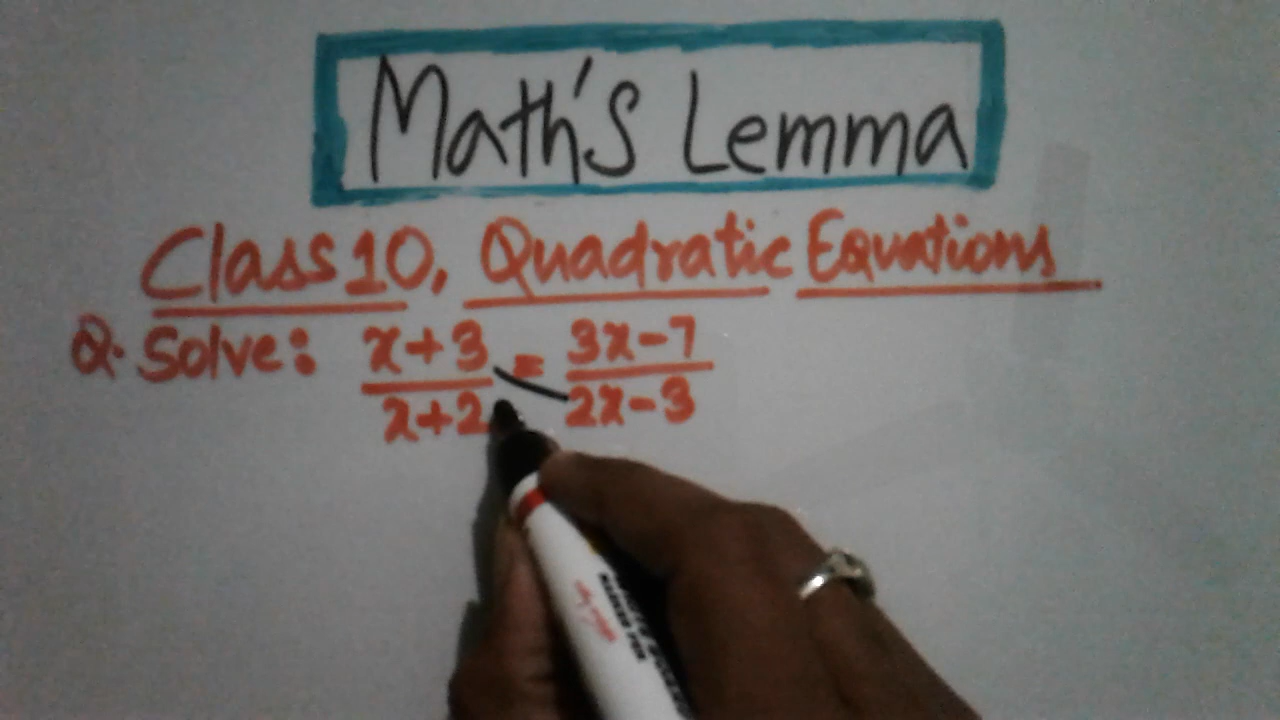 Math's Lemma
Class 10, Quadratic Equations
Q. Solve: x+3/x+2 = 3x-7/2x-3